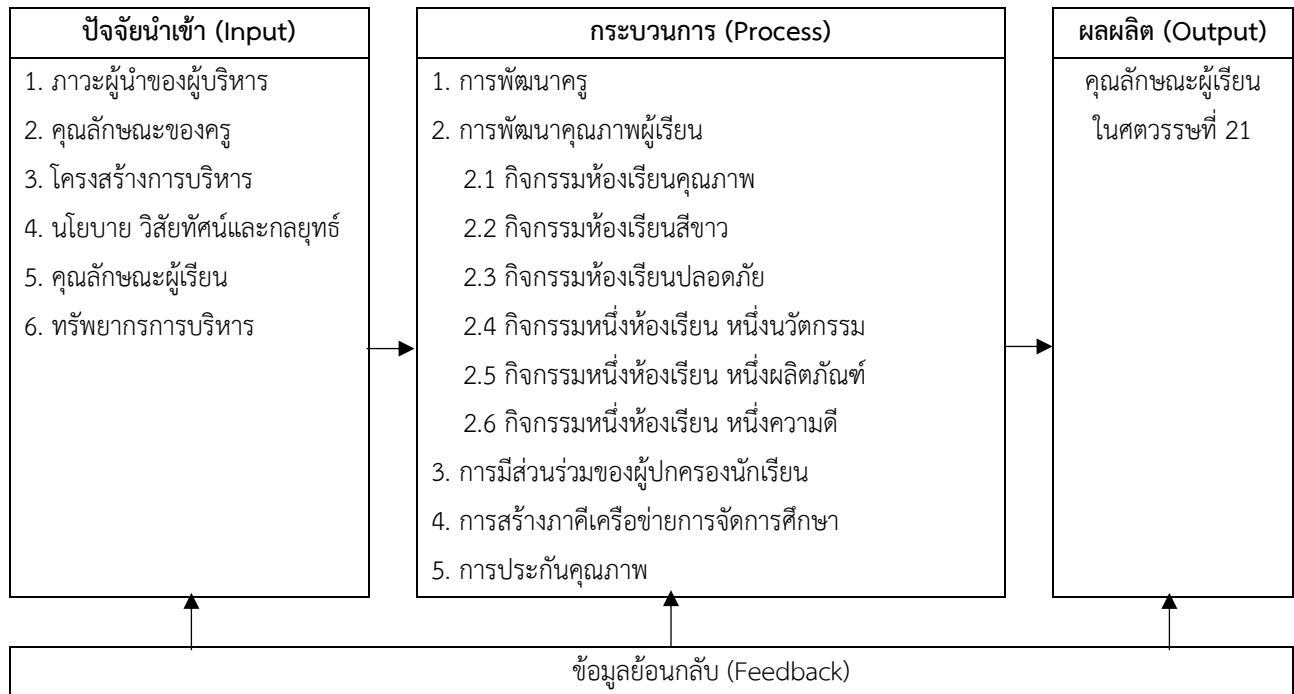 ปัจจัยนำเข้า (Input)
1. ภาวะผู้นำของผู้บริหาร
2. คุณลักษณะของครู
3. โครงสร้างการบริหาร
4. นโยบาย วิสัยทัศน์และกลยุทธ์
5. คุณลักษณะผู้เรียน
6. ทรัพยากรการบริหาร
กระบวนการ (Process)
1. การพัฒนาครู
2. การพัฒนาคุณภาพผู้เรียน
2.1 กิจกรรมห้องเรียนคุณภาพ
2.2 กิจกรรมห้องเรียนสีขาว
2.3 กิจกรรมห้องเรียนปลอดภัย
2.4 กิจกรรมหนึ่งห้องเรียน หนึ่งนวัตกรรม
2.5 กิจกรรมหนึ่งห้องเรียน หนึ่งผลิตภัณฑ์
2.6 กิจกรรมหนึ่งห้องเรียน หนึ่งความดี
3. การมีส่วนร่วมของผู้ปกครองนักเรียน
4. การสร้างภาคีเครือข่ายการจัดการศึกษา
5. การประกันคุณภาพ
ผลผลิต (Output)
คุณลักษณะผู้เรียน
ในศตวรรษที่ 21
ข้อมูลย้อนกลับ (Feedback)